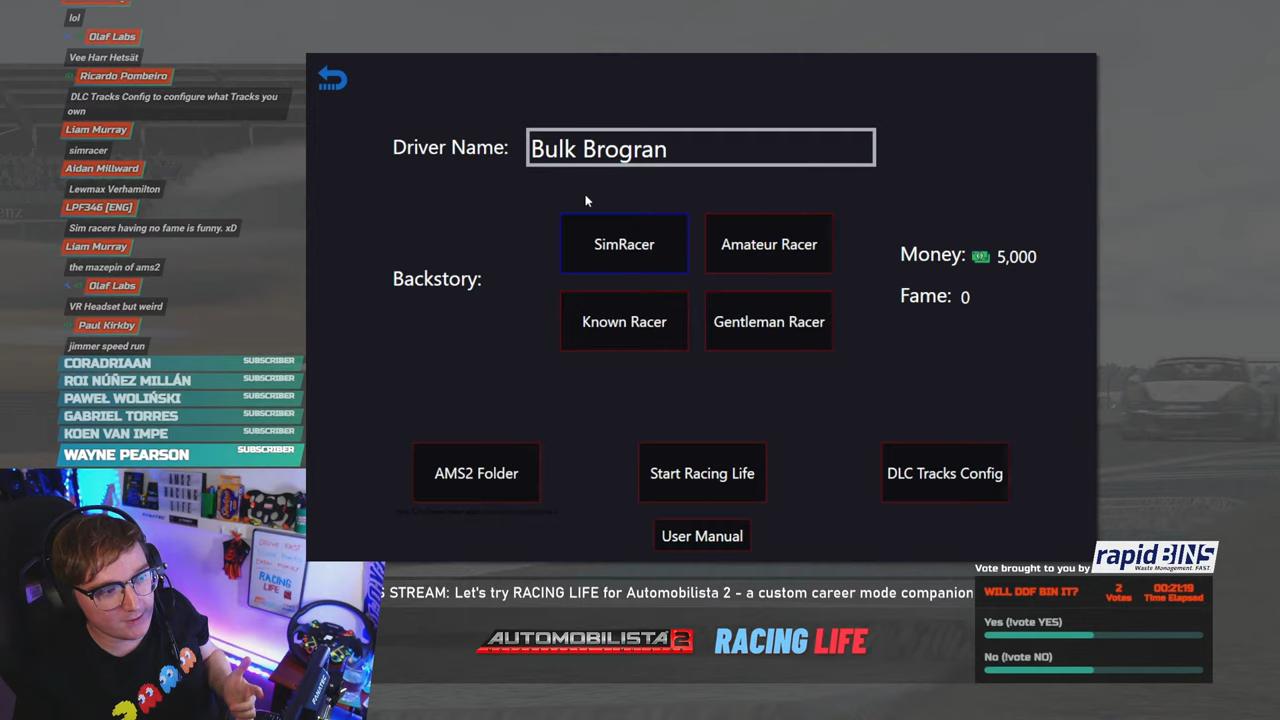 lol
Olaf Labs
Vee Harr Hetsät
Ricardo Pombeiro
DLC Tracks Config to configure what Tracks you
own
Liam Murray
simracer
Aidan Millward
Lewmax Verhamilton
LPF346 [ENG]
Sim racers having no fame is funny. xD
Liam Murray
the mazepin of ams2
Olaf Labs
VR Headset but weird
Paul Kirkby
jimmer speed run
CORADRIAAN SUBSCRIBER
ROI NÚÑEZ MILLÁN SUBSCRIBER
PAWEŁ WOLIŃSKI SUBSCRIBER
GABRIEL TORRES SUBSCRIBER
KOEN VAN IMPE SUBSCRIBER
WAYNE PEARSON SUBSCRIBER
Driver Name: Bulk Brogran
SimRacer Amateur Racer
Backstory:
Known Racer Gentleman Racer
Money: 5,000
Fame: 0
AMS2 Folder Start Racing Life DLC Tracks Config
User Manual
AMS2
RACING
LIFE
RACING
LIFE
FANATEC
STREAM: Let's try RACING LIFE for Automobilista 2 - a custom career mode companion
AUTOMOBILISTA 2 RACING LIFE
Vote brought to you by rapidBINS
Waste Management. FAST.
WILL DDF BIN IT? 2 Votes 00:21:19 Time Elapsed
Yes (!vote YES)
No (!vote NO)